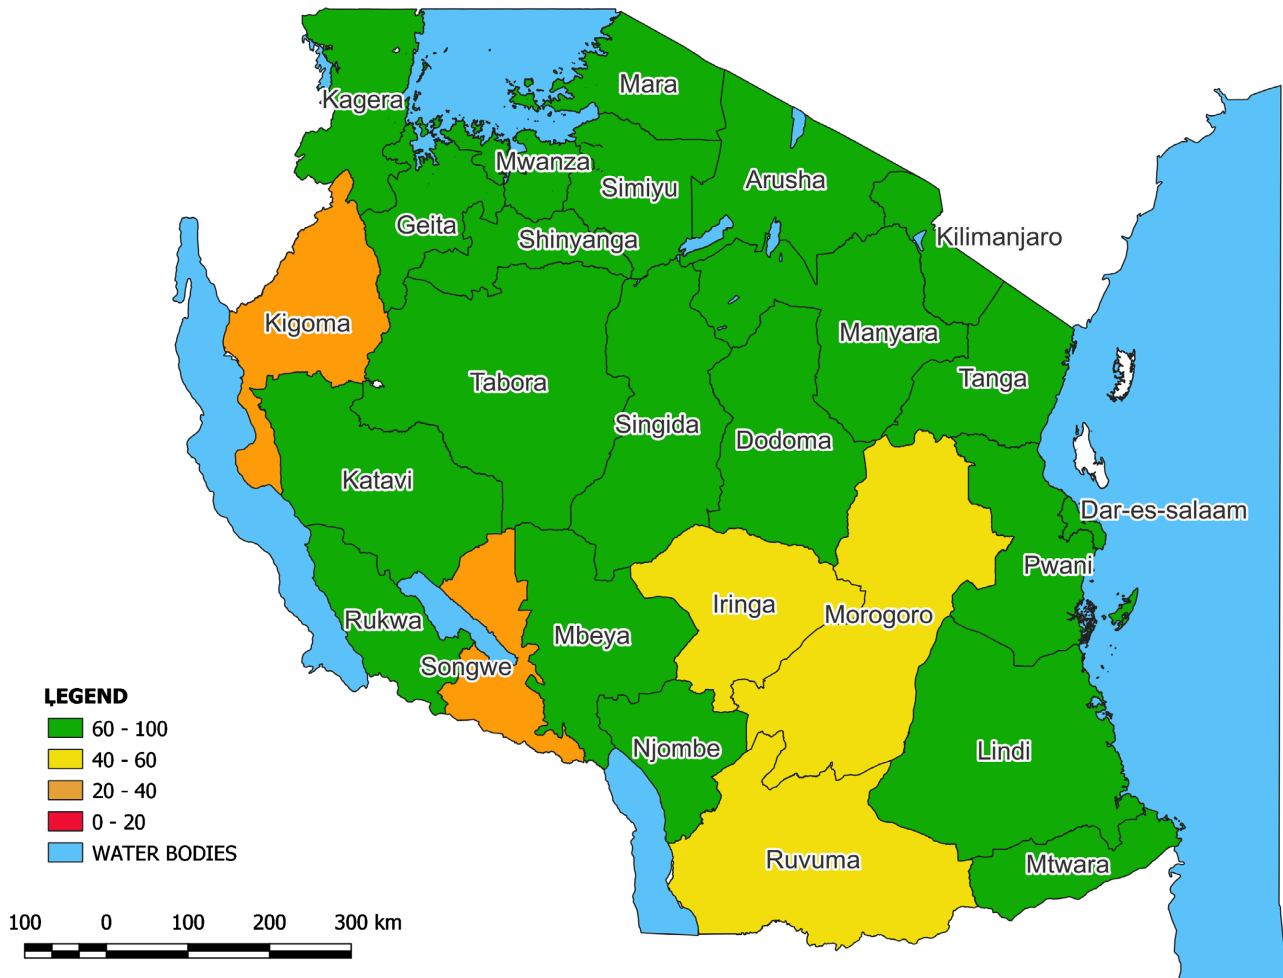 Mara
Kagera
Mwanza
Simiyu
Arusha
Geita
Shinyanga
Kilimanjaro
Kigoma
Manyara
Tabora
Tanga
Singida
Dodoma
Katavi
Dar-es-salaam
Pwani
Iringa
Morogoro
Rukwa
Mbeya
Songwe
LEGEND
60 - 100
40 - 60
20 - 40
0 - 20
WATER BODIES
Njombe
Lindi
Ruvuma
Mtwara
100 0 100 200 300 km